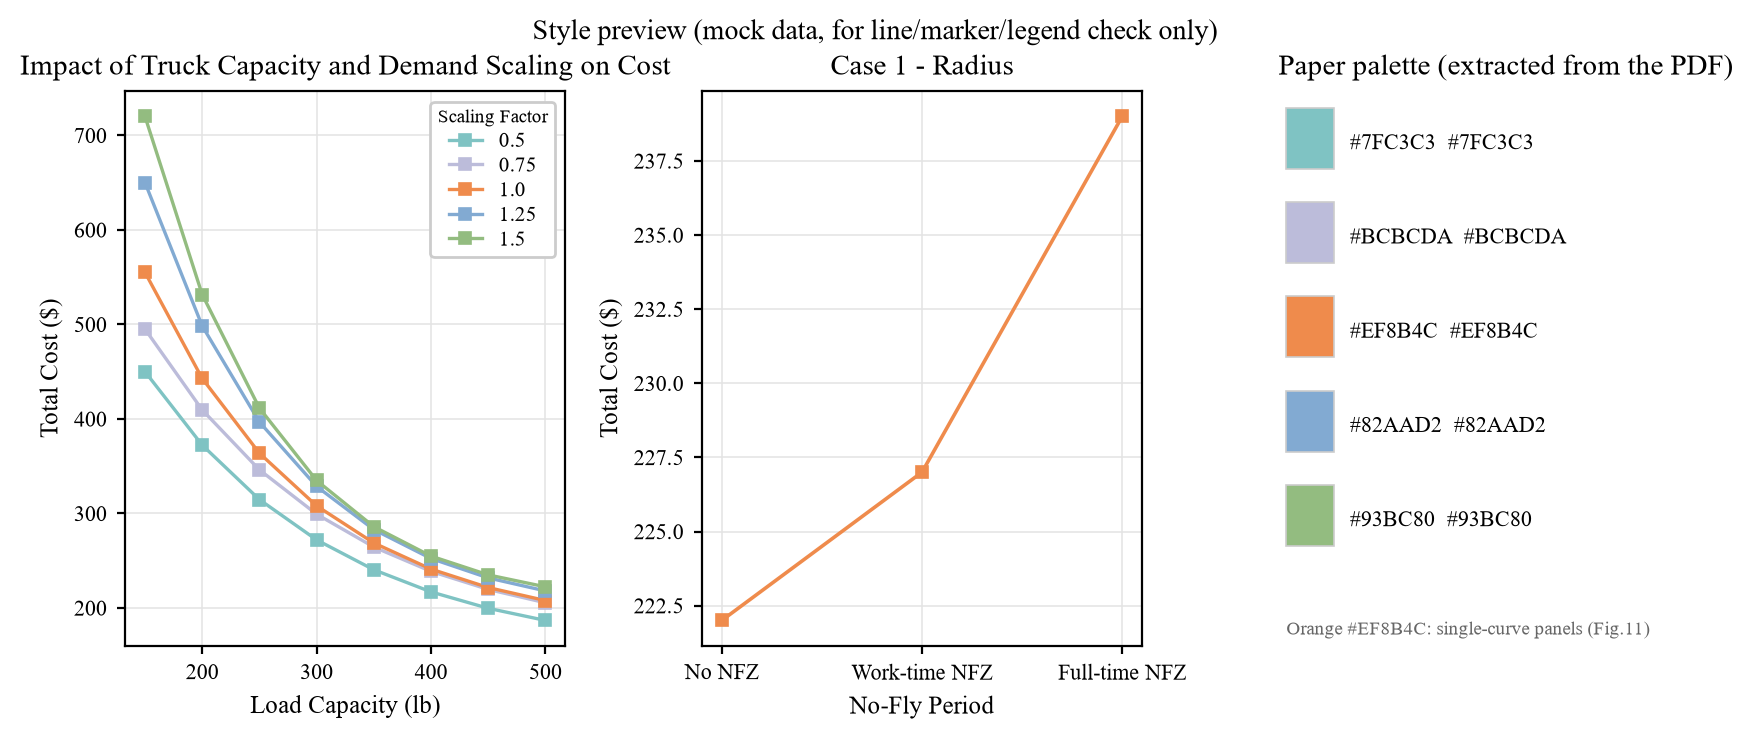 Style preview (mock data, for line/marker/legend check only)
Impact of Truck Capacity and Demand Scaling on Cost
Total Cost ($)
700
600
500
400
300
200
Scaling Factor
0.5
0.75
1.0
1.25
1.5
200 300 400 500
Load Capacity (lb)
Case 1 - Radius
Total Cost ($)
237.5
235.0
232.5
230.0
227.5
225.0
222.5
No NFZ Work-time NFZ Full-time NFZ
No-Fly Period
Paper palette (extracted from the PDF)
#7FC3C3 #7FC3C3
#BCBCDA #BCBCDA
#EF8B4C #EF8B4C
#82AAD2 #82AAD2
#93BC80 #93BC80
Orange #EF8B4C: single-curve panels (Fig.11)